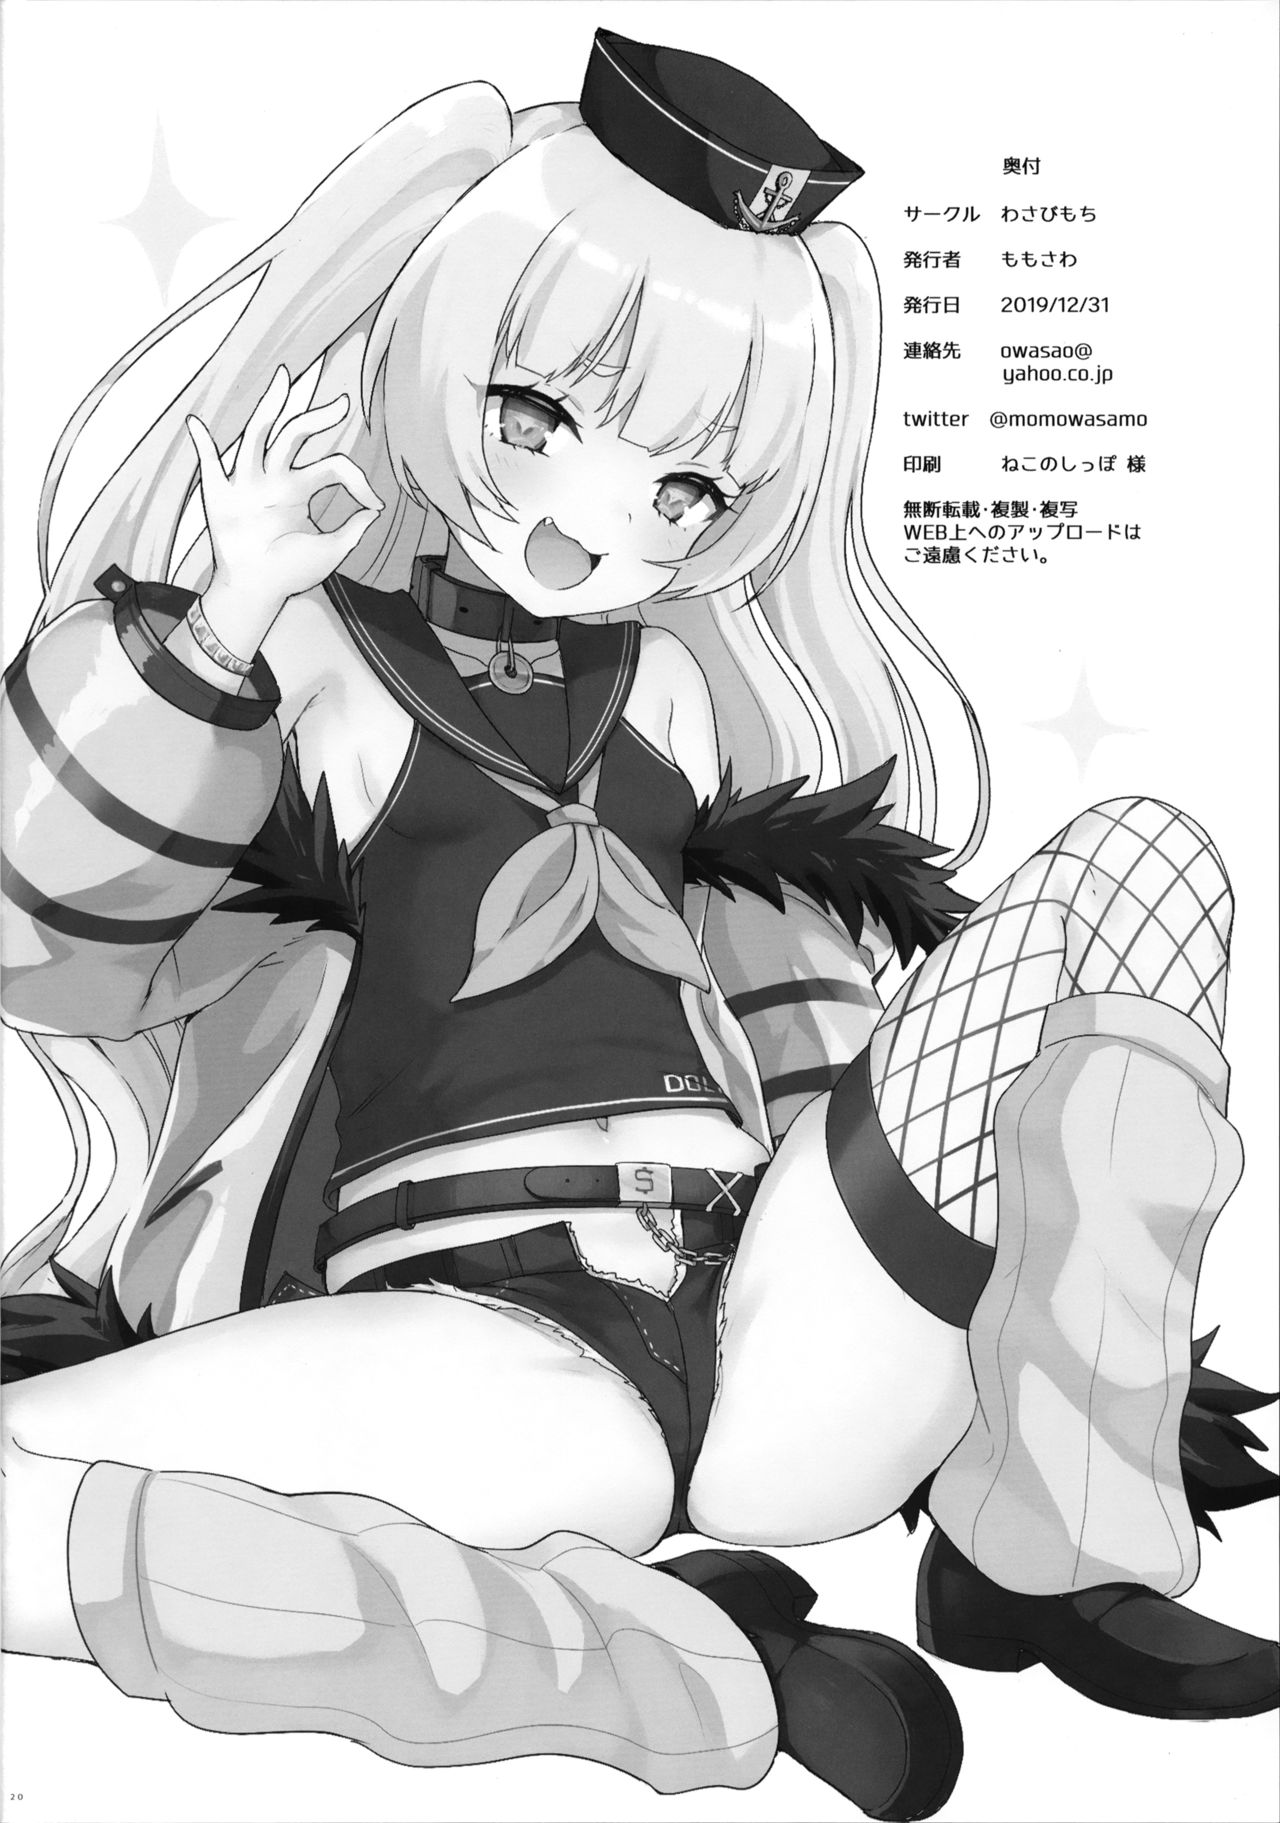 奥付
サークル わさびもち
発行者 ももさわ
発行日 2019/12/31
連絡先 owasao@
yahoo.co.jp
twitter @momowasamo
印刷 ねこのしっぽ 様
無断転載・複製・複写
WEB上へのアップロードは
ご遠慮ください。
DOL
$
20